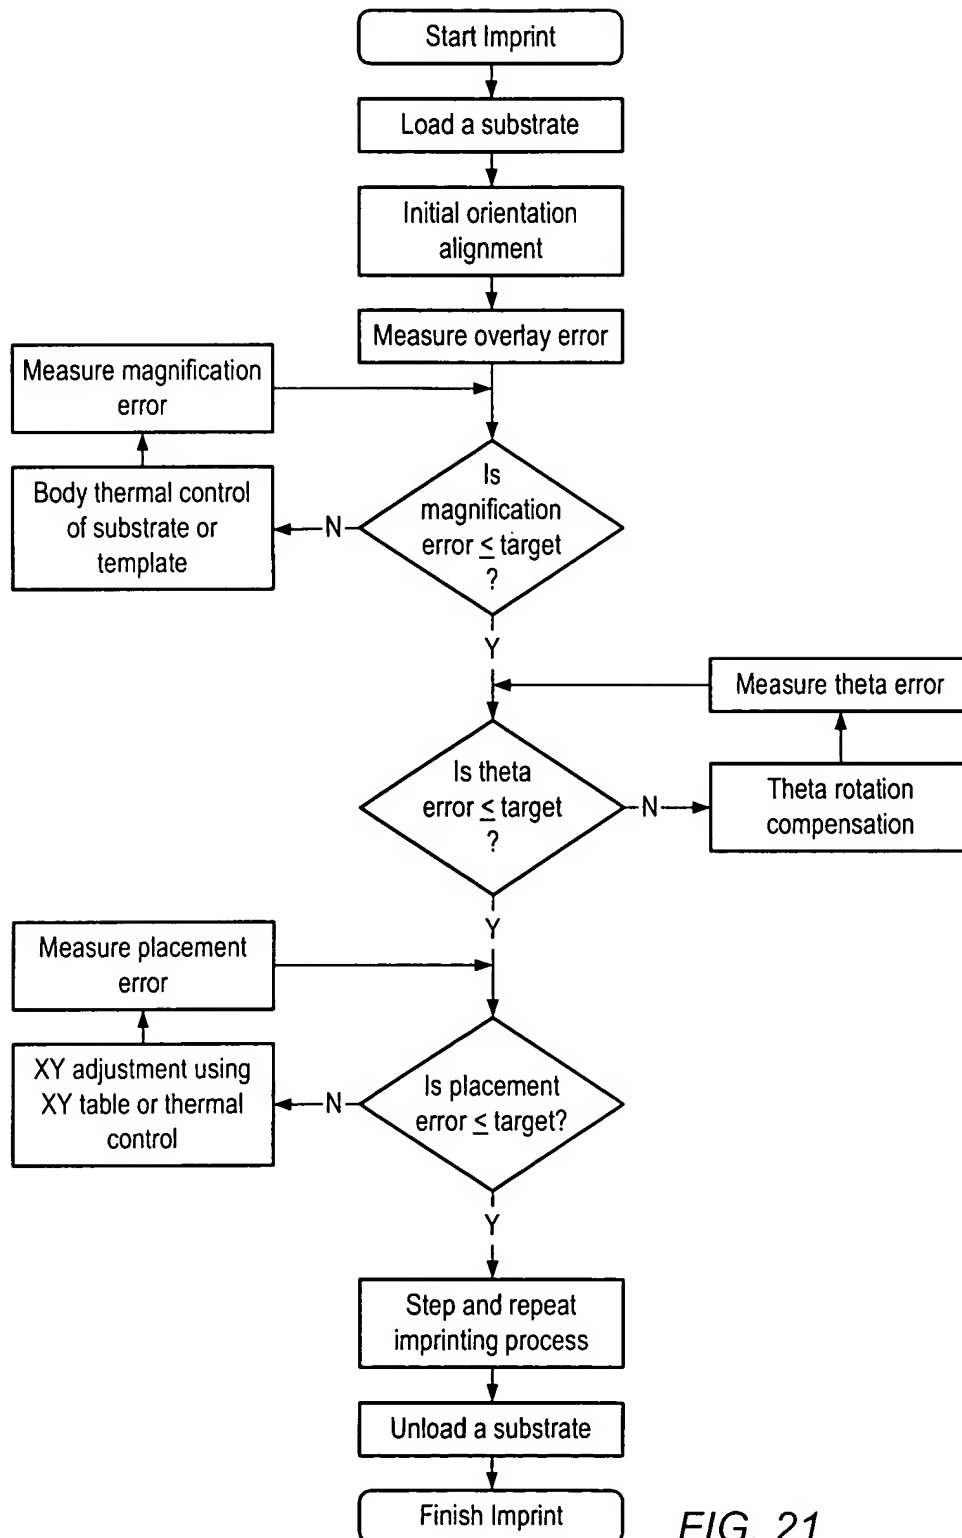 Start Imprint
Load a substrate
Initial orientation
alignment
Measure overlay error
Measure magnification
error
Body thermal control
of substrate or
template
N
Is
magnification
error ≤ target
?
Y
Measure theta error
Is theta
error ≤ target
?
N
Theta rotation
compensation
Y
Measure placement
error
XY adjustment using
XY table or thermal
control
N
Is placement
error ≤ target?
Y
Step and repeat
imprinting process
Unload a substrate
Finish Imprint
FIG. 21